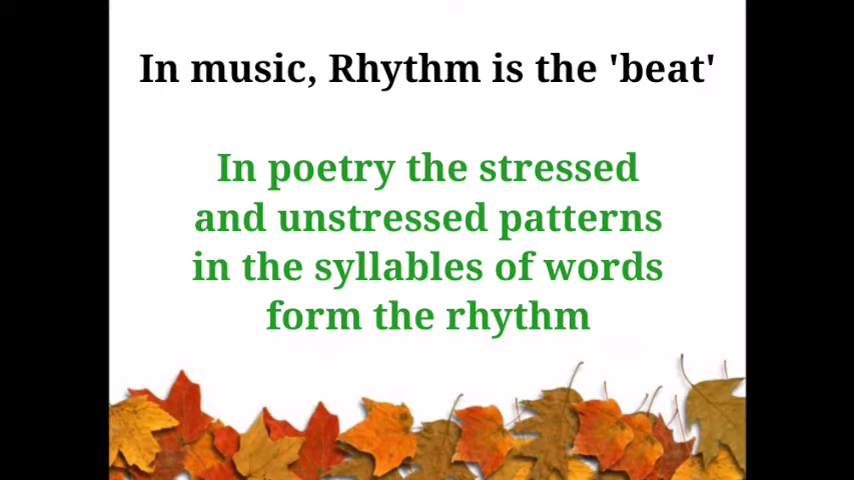 In music, Rhythm is the 'beat'
In poetry the stressed
and unstressed patterns
in the syllables of words
form the rhythm